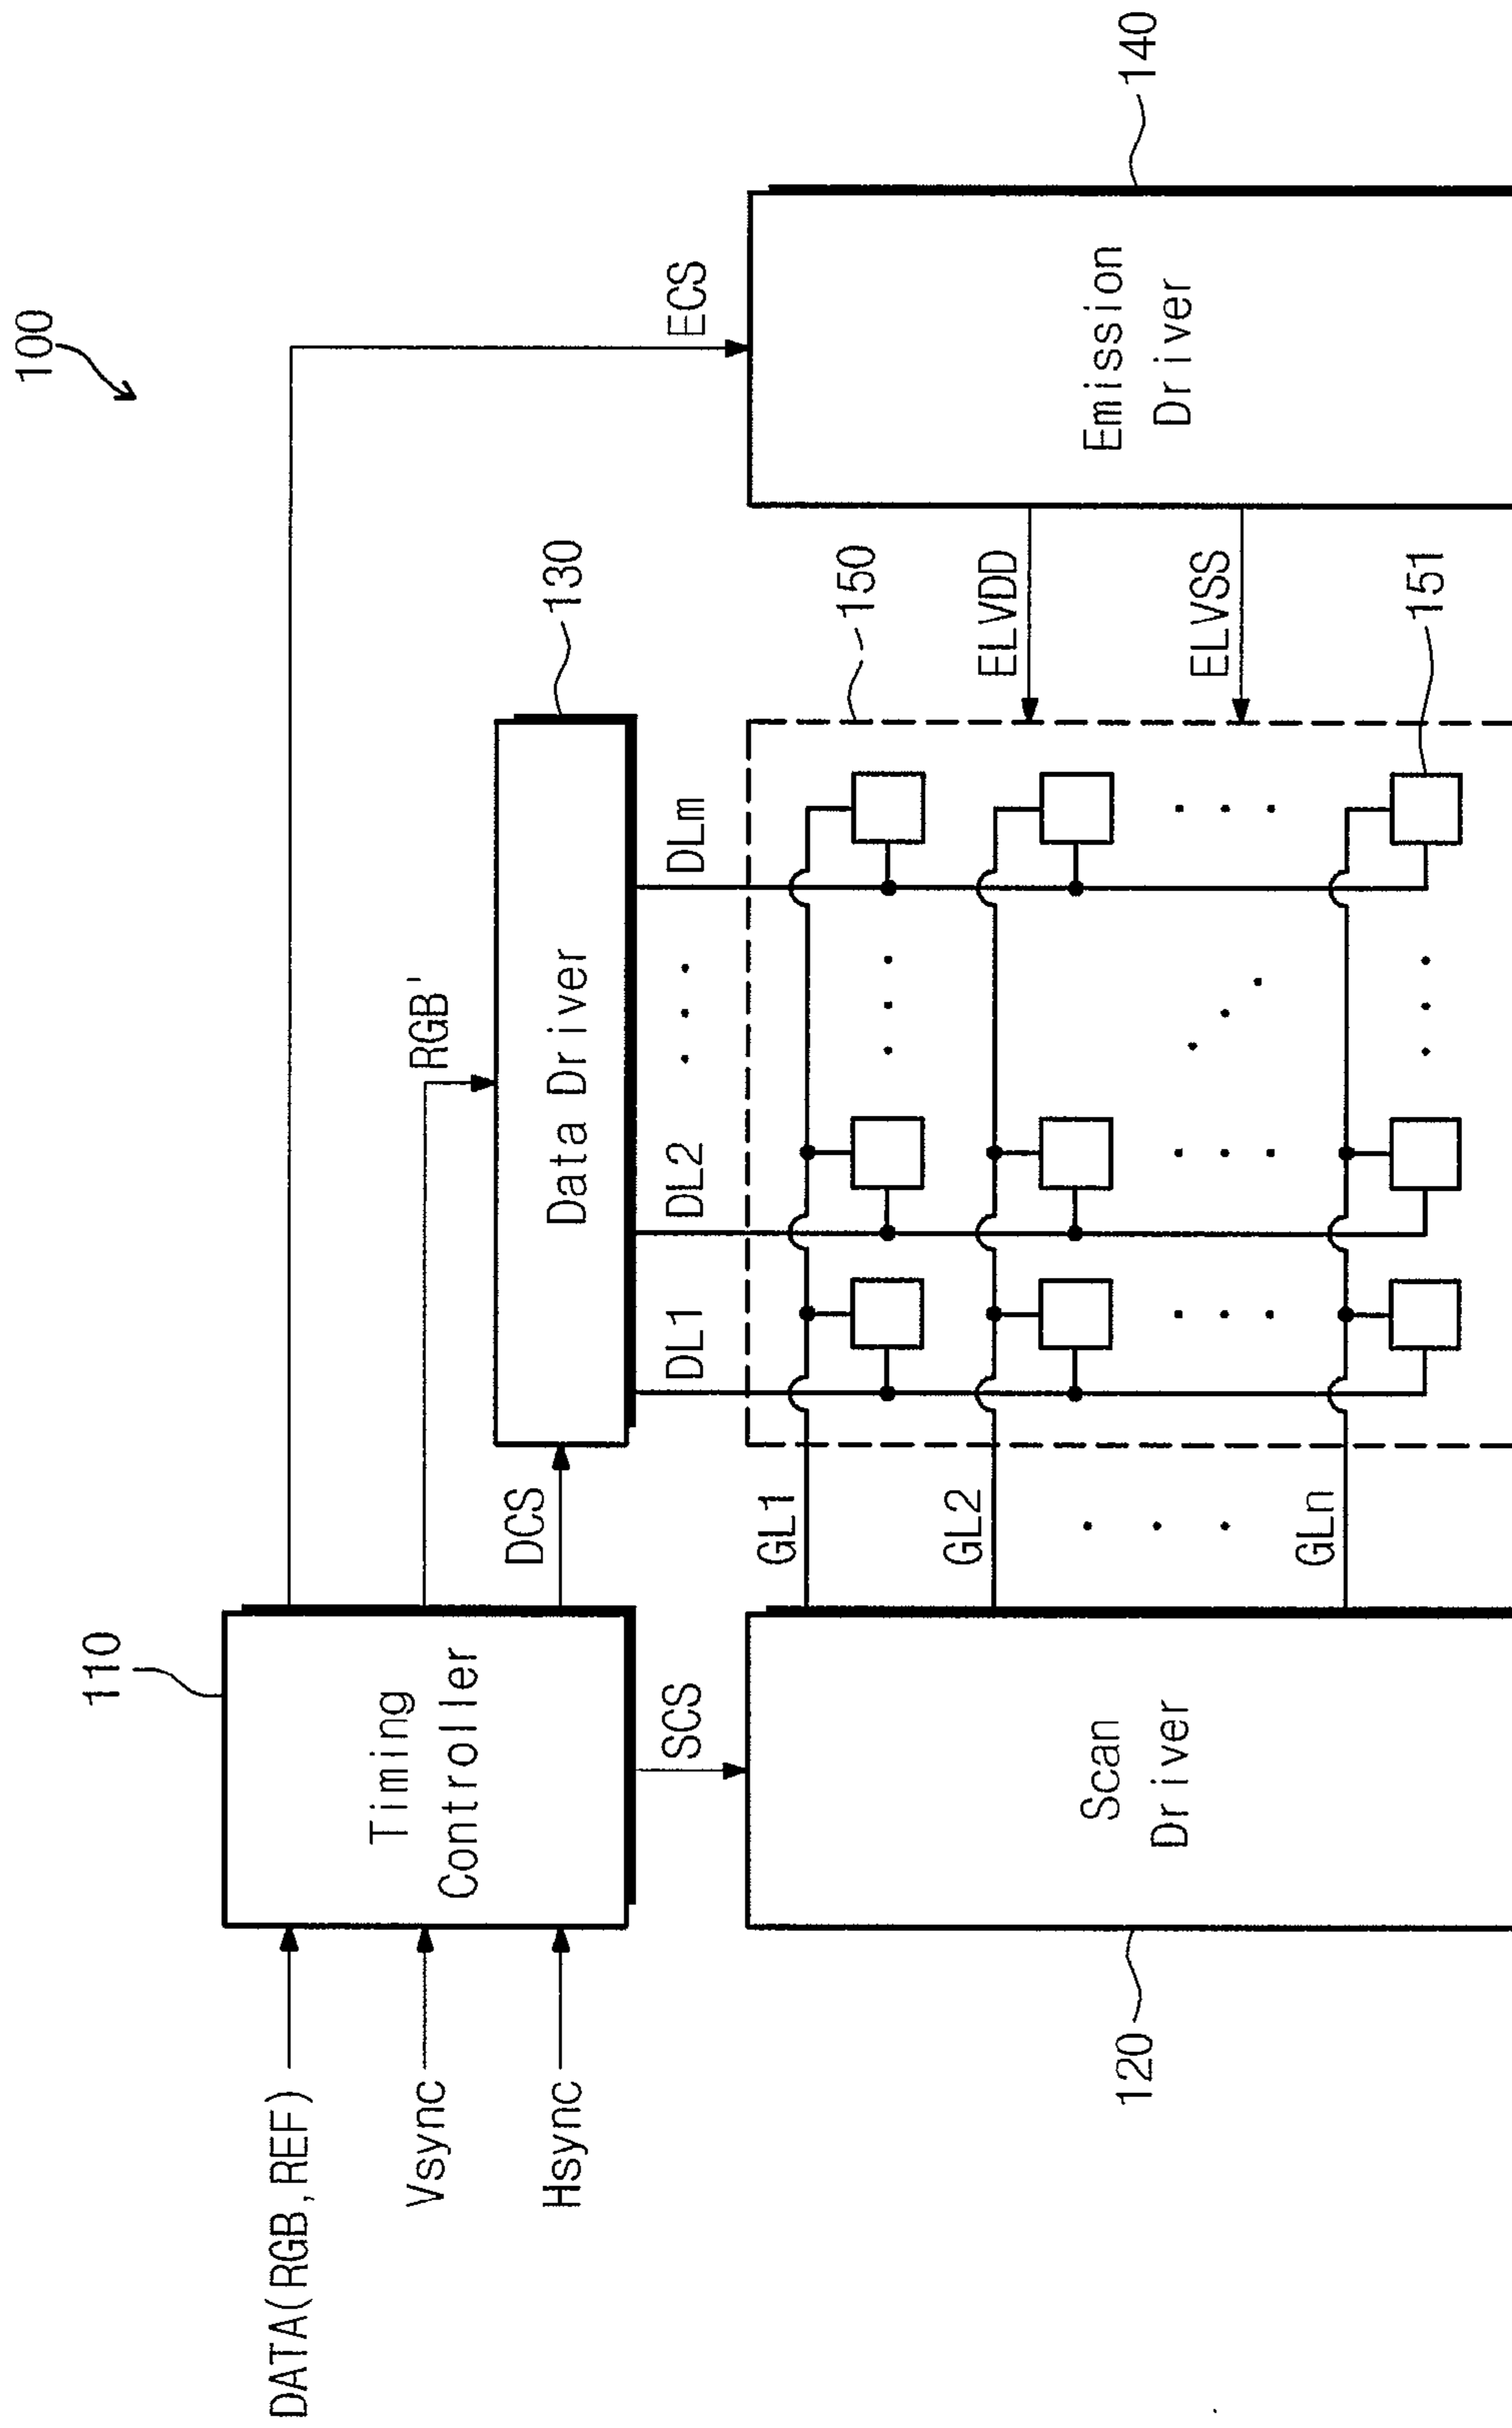 100
110
DATA(RGB,REF)
Vsync
Hsync
Timing
Controller
RGB'
DCS
130
Data Driver
ECS
SCS
DL1
DL2
DLm
150
GL1
GL2
GLn
ELVDD
ELVSS
Scan
Driver
120
Emission
Driver
140
151